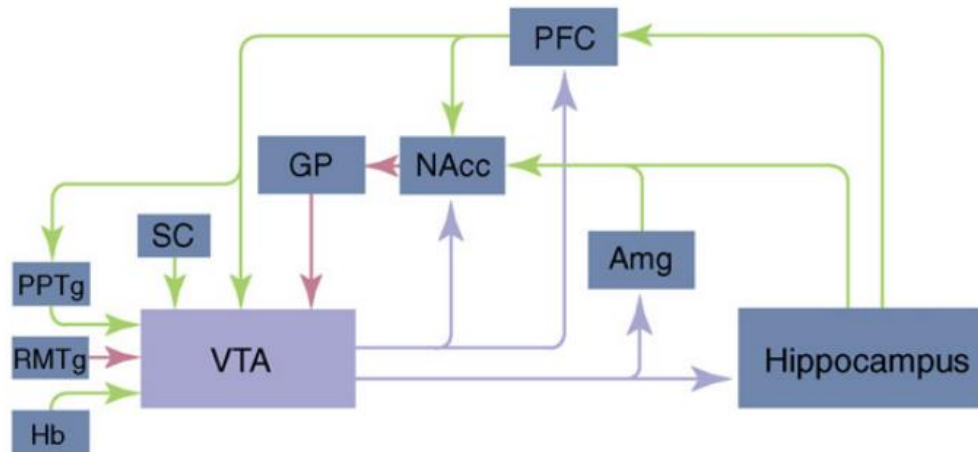 PFC
GP
NAcc
SC
Amg
PPTg
RMTg
VTA
Hippocampus
Hb